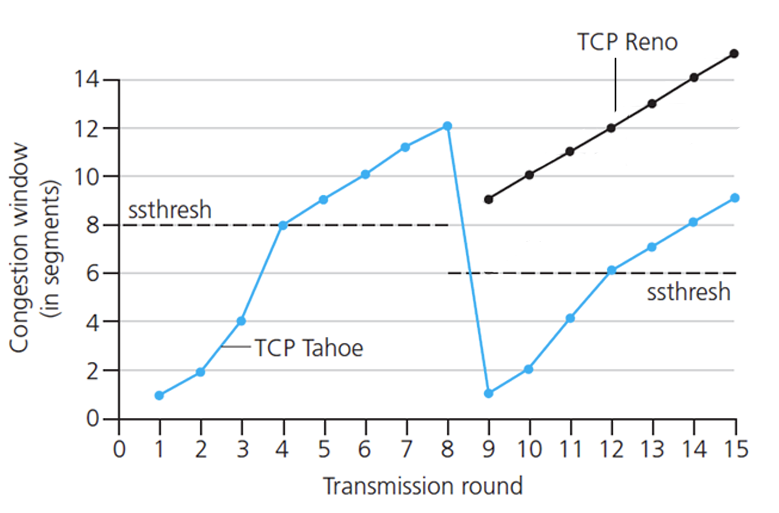 TCP Reno
14
12
10
8
6
4
2
0
Congestion window
(in segments)
ssthresh
ssthresh
TCP Tahoe
0 1 2 3 4 5 6 7 8 9 10 11 12 13 14 15
Transmission round